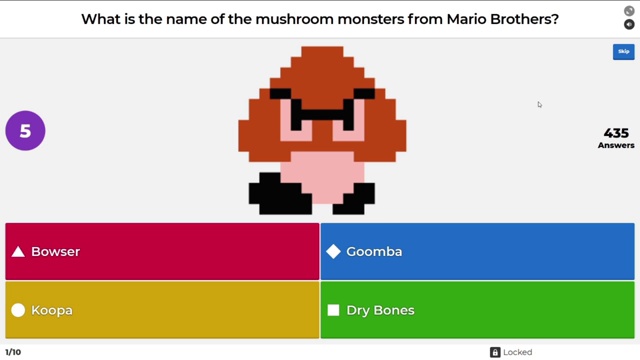 What is the name of the mushroom monsters from Mario Brothers?
Skip
5
435
Answers
Bowser
Goomba
Koopa
Dry Bones
1/10
Locked